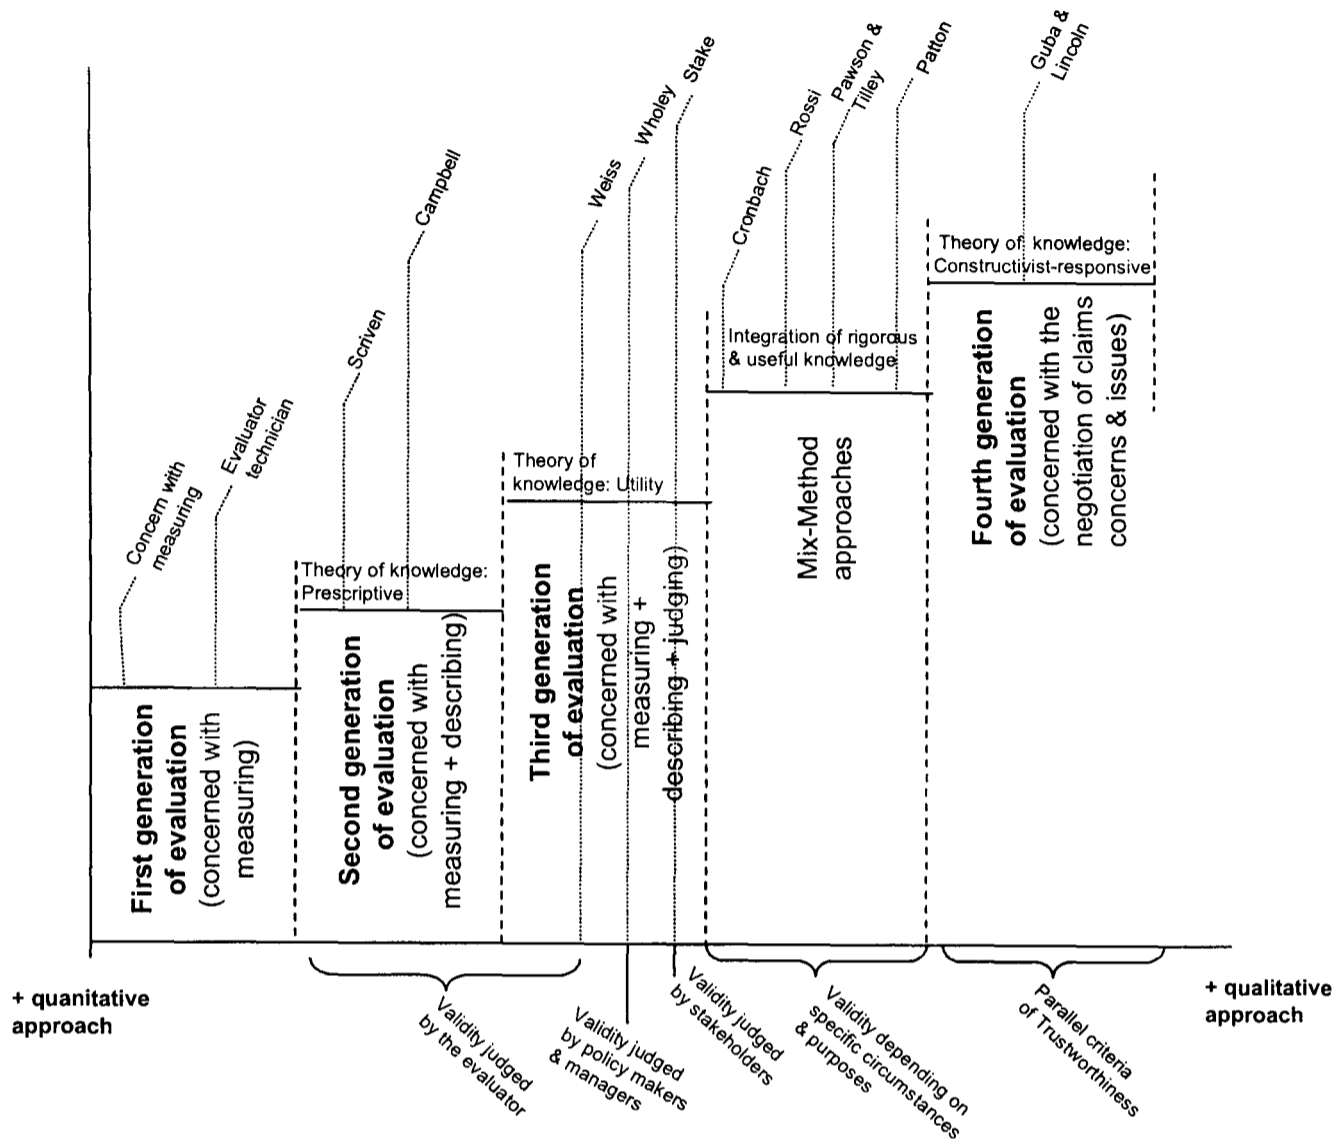 Concern with
measuring
Evaluator
technician
First generation
of evaluation
(concerned with
measuring)
Scriven
Campbell
Theory of knowledge:
Prescriptive
Second generation
of evaluation
(concerned with
measuring + describing)
Weiss
Wholey
Stake
Theory of
knowledge: Utility
Third generation
of evaluation
(concerned with
measuring +
describing + judging)
Cronbach
Rossi
Pawson &
Tilley
Patton
Integration of rigorous
& useful knowledge
Mix-Method
approaches
Guba &
Lincoln
Theory of knowledge:
Constructivist-responsive
Fourth generation
of evaluation
(concerned with the
negotiation of claims
concerns & issues)
+ quanitative
approach
Validity judged
by the evaluator
Validity judged
by policy makers
& managers
Validity judged
by stakeholders
Validity depending on
specific circumstances
& purposes
Parallel criteria
of Trustworthiness
+ qualitative
approach